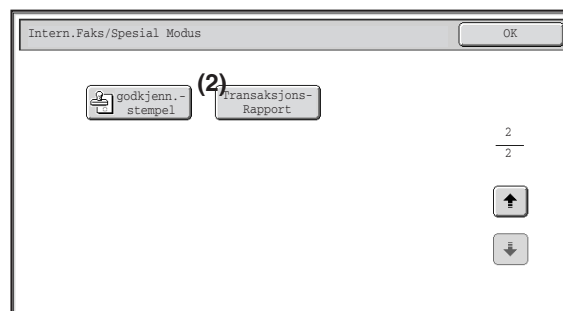 Intern.Faks/Spesial Modus
OK
godkjenn.-
stempel
(2)
Transaksjons-
Rapport
2
2